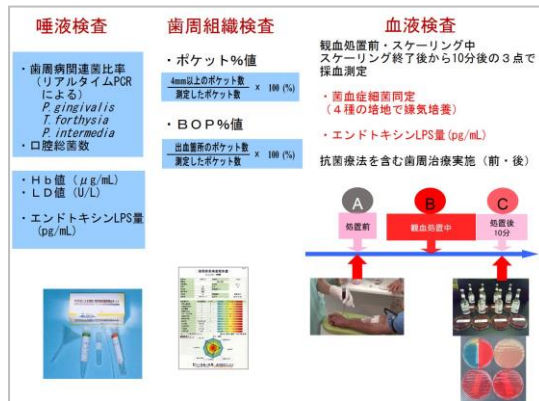 唾液検査
・歯周病関連菌比率
（リアルタイムPCR
による）
P. gingivalis
T. forthysia
P. intermedia
・口腔総菌数
・Ｈｂ値（μg/mL）
・ＬＤ値（U/L）
・エンドトキシンLPS量
(pg/mL)
歯周組織検査
・ポケット%値
4mm以上のポケット数
測定したポケット数
x 100 (%)
・ＢＯＰ%値
出血箇所のポケット数
測定したポケット数
x 100 (%)
血液検査
観血処置前・スケーリング中
スケーリング終了後から10分後の３点で
採血測定
・菌血症細菌同定
（４種の培地で嫌気培養）
・エンドトキシンLPS量(pg/mL)
抗菌療法を含む歯周治療実施（前・後）
A
B
C
処置前
観血処置中
処置後
10分